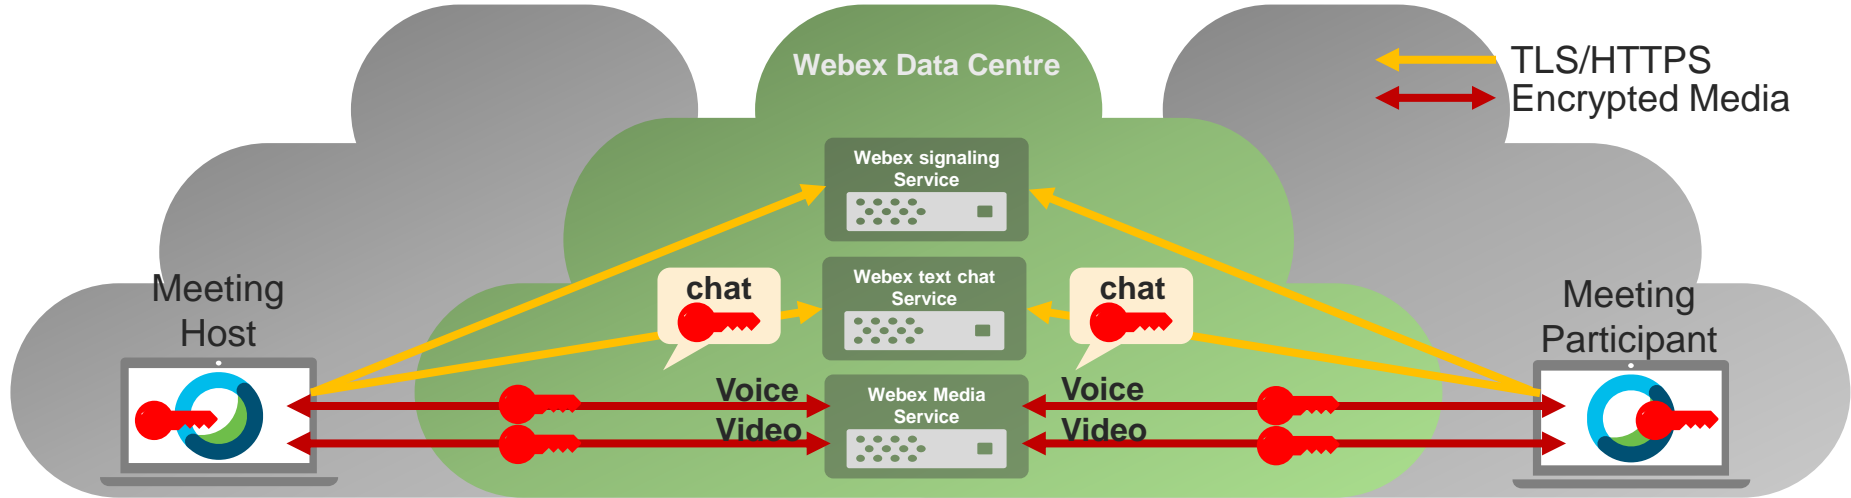 Webex Data Centre
TLS/HTTPS
Encrypted Media
Webex signaling
Service
Meeting
Host
chat
Webex text chat
Service
chat
Meeting
Participant
Voice
Video
Webex Media
Service
Voice
Video